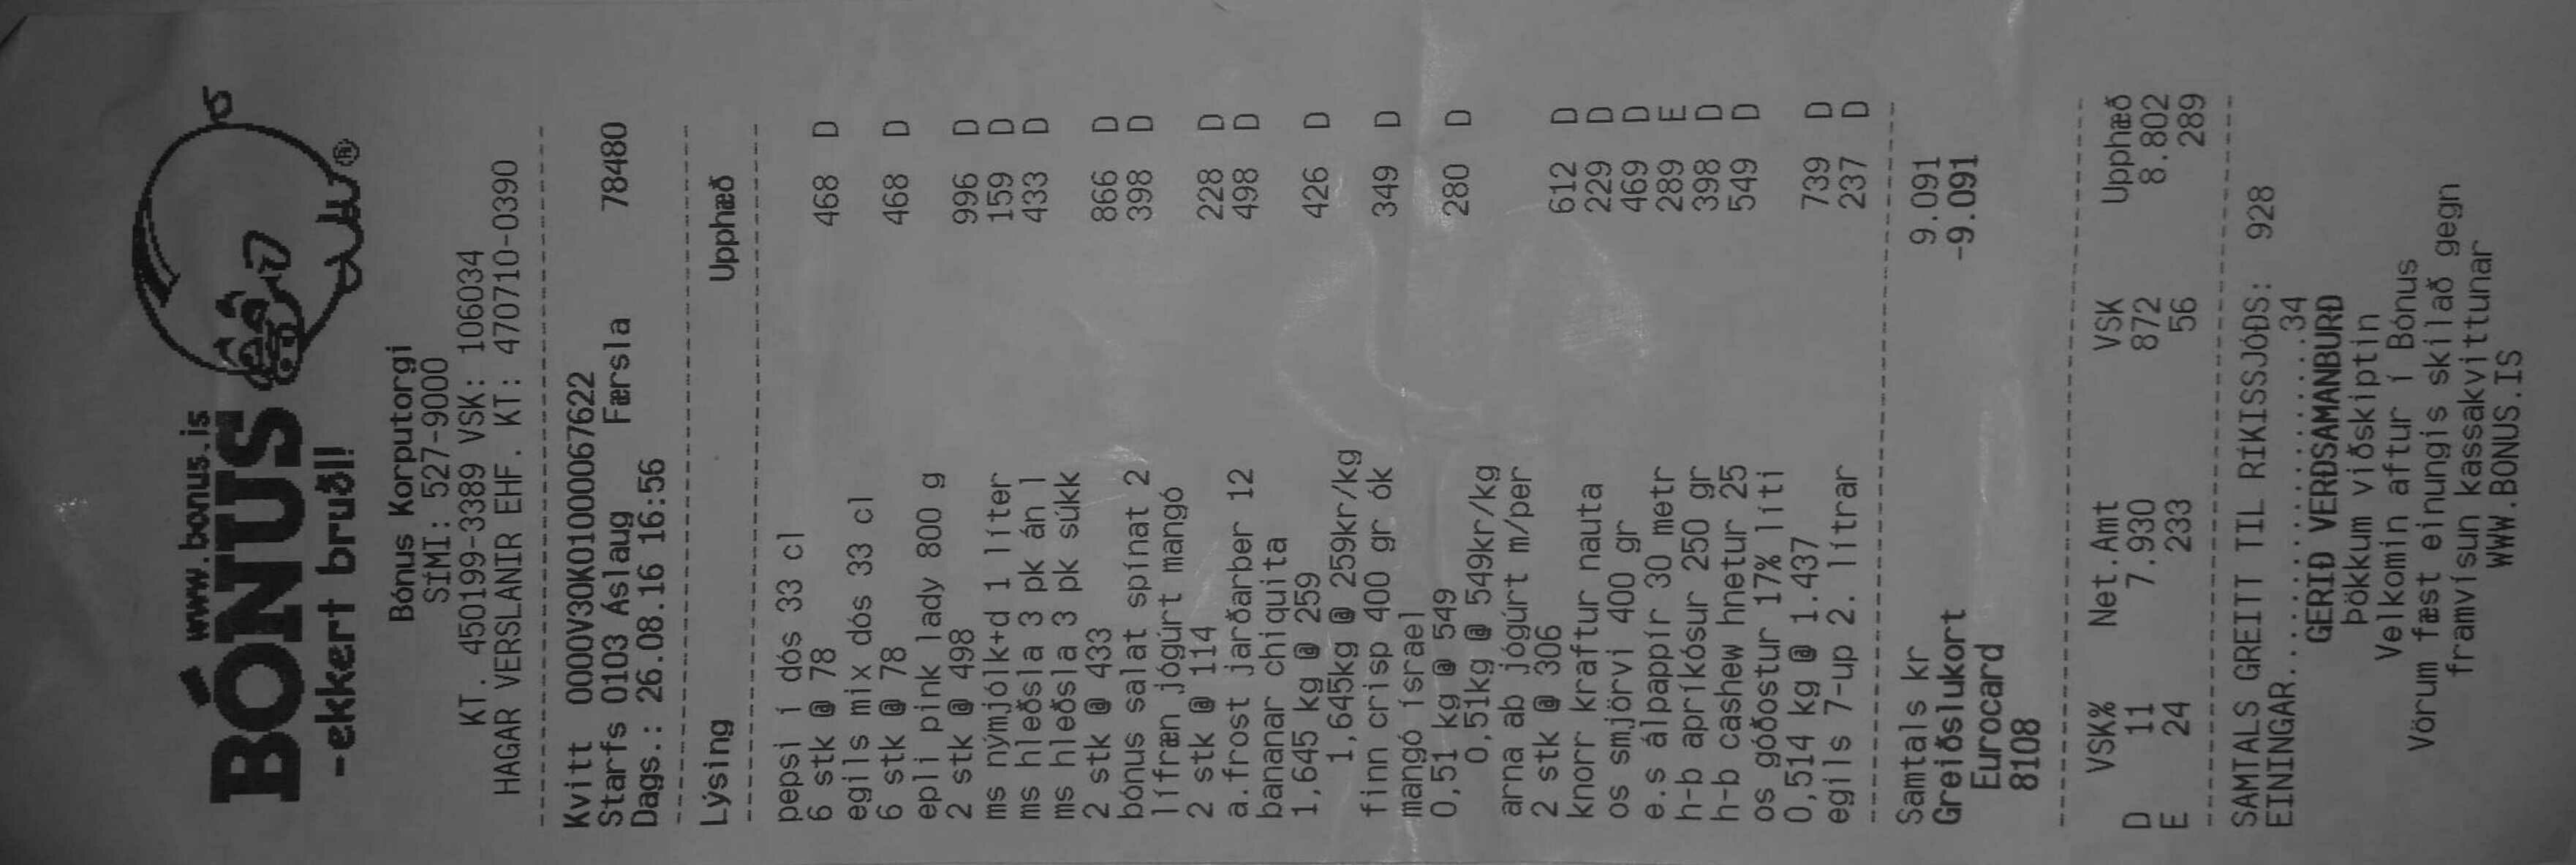 www.bonus.is
BÓNUS
-ekkert bruðl!
®
Bónus Korputorgi
SÍMI: 527-9000
KT. 450199-3389 VSK: 106034
HAGAR VERSLANIR EHF. KT: 470710-0390
Kvitt 0000V30K0100067622
Starfs 0103 Áslaug Færsla 78480
Dags.: 26.08.16 16:56
Lýsing Upphæð
pepsi í dós 33 cl
6 stk @ 78 468 D
egils mix dós 33 cl
6 stk @ 78 468 D
epli pink lady 800 g
2 stk @ 498 996 D
ms nýmjólk+d 1 líter 159 D
ms hleðsla 3 pk án l 433 D
ms hleðsla 3 pk súkk
2 stk @ 433 866 D
bónus salat spínat 2 398 D
lífræn jógúrt mangó
2 stk @ 114 228 D
a.frost jarðarber 12 498 D
bananar chiquita
1,645 kg @ 259 426 D
1,645kg @ 259kr/kg
finn crisp 400 gr ók 349 D
mangó ísrael
0,51 kg @ 549 280 D
0,51kg @ 549kr/kg
arna ab jógúrt m/per
2 stk @ 306 612 D
knorr kraftur nauta 229 D
os smjörvi 400 gr 469 D
e.s álpappír 30 metr 289 E
h-b apríkósur 250 gr 398 D
h-b cashew hnetur 25 549 D
os góðostur 17% líti
0,514 kg @ 1.437 739 D
egils 7-up 2. lítrar 237 D
Samtals kr 9.091
Greiðslukort -9.091
Eurocard
8108
VSK% Net.Amt VSK Upphæð
D 11 7.930 872 8.802
E 24 233 56 289
SAMTALS GREITT TIL RÍKISSJÓÐS: 928
EININGAR......................34
GERIÐ VERÐSAMANBURÐ
Þökkum viðskiptin
Velkomin aftur í Bónus
Vörum fæst einungis skilað gegn
framvísun kassakvittunar
WWW.BONUS.IS